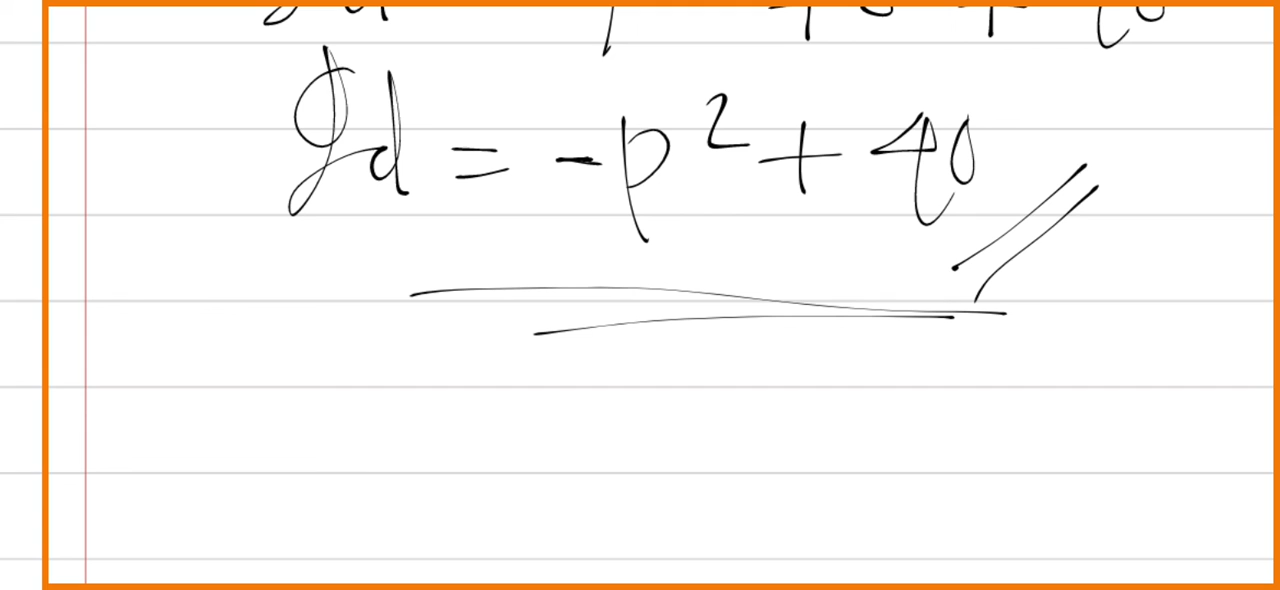 Qd = -p² + 40